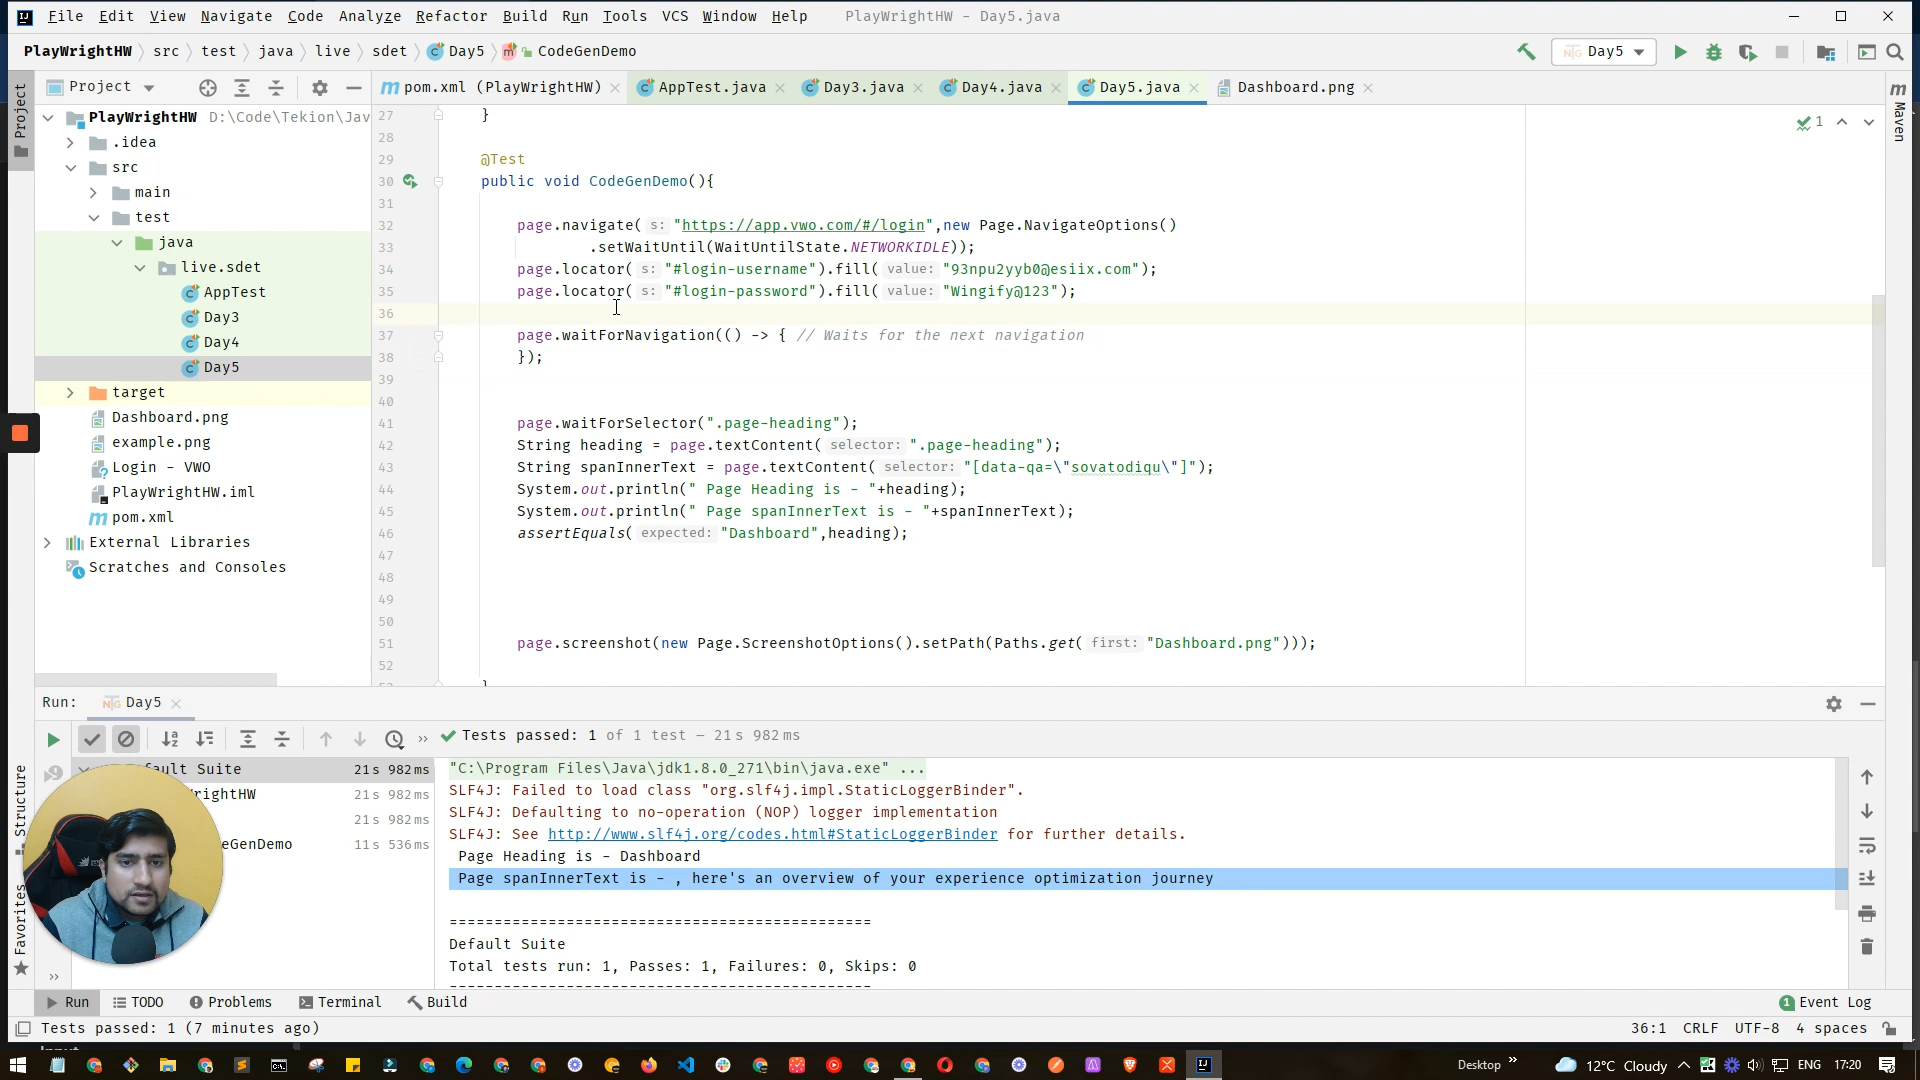 File Edit View Navigate Code Analyze Refactor Build Run Tools VCS Window Help PlayWrightHW - Day5.java
PlayWrightHW src test java live sdet Day5 CodeGenDemo Day5
Project pom.xml (PlayWrightHW) AppTest.java Day3.java Day4.java Day5.java Dashboard.png
Project
Maven
PlayWrightHW D:\Code\Tekion\Jav
.idea
src
main
test
java
live.sdet
AppTest
Day3
Day4
Day5
target
Dashboard.png
example.png
Login - VWO
PlayWrightHW.iml
pom.xml
External Libraries
Scratches and Consoles
1
27 }
28
29 @Test
30 public void CodeGenDemo(){
31
32 page.navigate( s: "https://app.vwo.com/#/login",new Page.NavigateOptions()
33 .setWaitUntil(WaitUntilState.NETWORKIDLE));
34 page.locator( s: "#login-username").fill( value: "93npu2yyb0@esiix.com");
35 page.locator( s: "#login-password").fill( value: "Wingify@123");
36
37 page.waitForNavigation(() -> { // Waits for the next navigation
38 });
39
40
41 page.waitForSelector(".page-heading");
42 String heading = page.textContent( selector: ".page-heading");
43 String spanInnerText = page.textContent( selector: "[data-qa=\"sovatodiqu\"]");
44 System.out.println(" Page Heading is - "+heading);
45 System.out.println(" Page spanInnerText is - "+spanInnerText);
46 assertEquals( expected: "Dashboard",heading);
47
48
49
50
51 page.screenshot(new Page.ScreenshotOptions().setPath(Paths.get( first: "Dashboard.png")));
52
Run: Day5
Tests passed: 1 of 1 test – 21 s 982 ms
ault Suite 21 s 982 ms
rightHW 21 s 982 ms
21 s 982 ms
eGenDemo 11 s 536 ms
"C:\Program Files\Java\jdk1.8.0_271\bin\java.exe" ...
SLF4J: Failed to load class "org.slf4j.impl.StaticLoggerBinder".
SLF4J: Defaulting to no-operation (NOP) logger implementation
SLF4J: See http://www.slf4j.org/codes.html#StaticLoggerBinder for further details.
Page Heading is - Dashboard
Page spanInnerText is - , here's an overview of your experience optimization journey
===============================================
Default Suite
Total tests run: 1, Passes: 1, Failures: 0, Skips: 0
Structure
Favorites
Run TODO Problems Terminal Build 1 Event Log
Tests passed: 1 (7 minutes ago) 36:1 CRLF UTF-8 4 spaces
Desktop 12°C Cloudy ENG 17:20